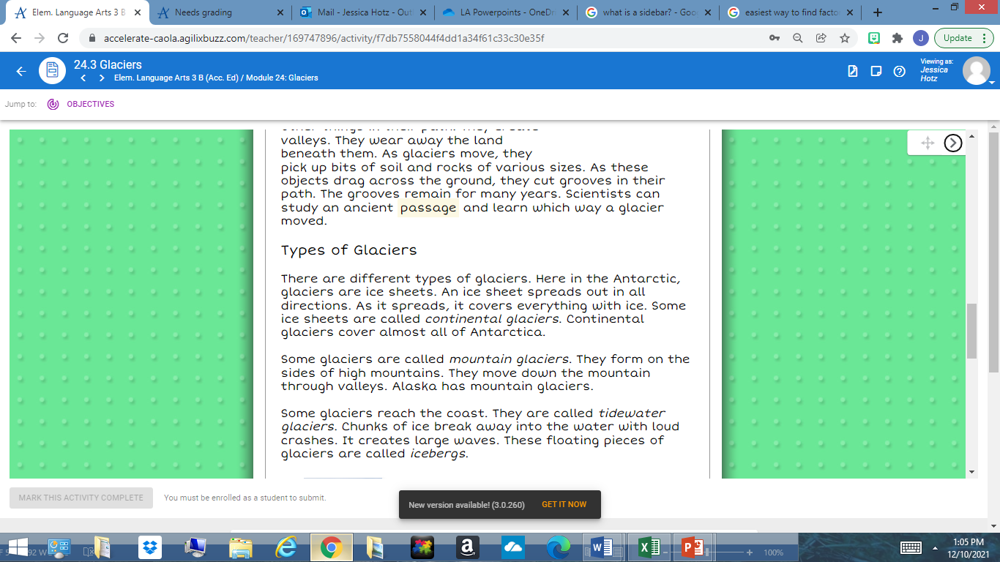 Elem. Language Arts 3 B
Needs grading
Mail - Jessica Hotz - Out
LA Powerpoints - OneDr
what is a sidebar? - Goo
easiest way to find facto
accelerate-caola.agilixbuzz.com/teacher/169747896/activity/f7db7558044f4dd1a34f61c33c30e35f
J
Update
24.3 Glaciers
Elem. Language Arts 3 B (Acc. Ed) / Module 24: Glaciers
Viewing as:
Jessica
Hotz
Jump to:
OBJECTIVES
other things in their path. They create
valleys. They wear away the land
beneath them. As glaciers move, they
pick up bits of soil and rocks of various sizes. As these
objects drag across the ground, they cut grooves in their
path. The grooves remain for many years. Scientists can
study an ancient passage and learn which way a glacier
moved.
Types of Glaciers
There are different types of glaciers. Here in the Antarctic,
glaciers are ice sheets. An ice sheet spreads out in all
directions. As it spreads, it covers everything with ice. Some
ice sheets are called continental glaciers. Continental
glaciers cover almost all of Antarctica.
Some glaciers are called mountain glaciers. They form on the
sides of high mountains. They move down the mountain
through valleys. Alaska has mountain glaciers.
Some glaciers reach the coast. They are called tidewater
glaciers. Chunks of ice break away into the water with loud
crashes. It creates large waves. These floating pieces of
glaciers are called icebergs.
MARK THIS ACTIVITY COMPLETE
You must be enrolled as a student to submit.
New version available! (3.0.260)
GET IT NOW
100%
1:05 PM
12/10/2021